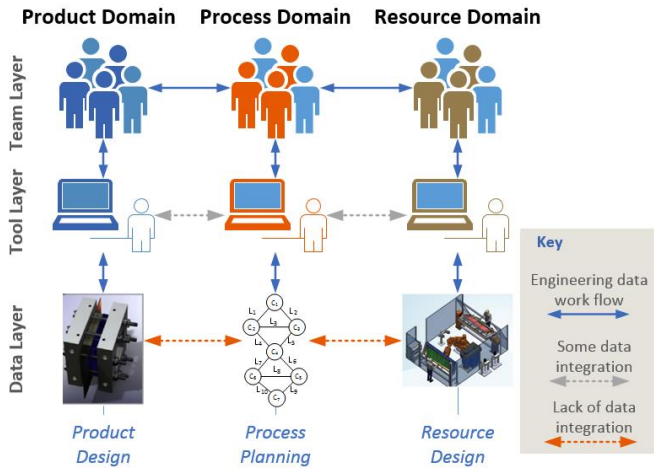 Product Domain
Process Domain
Resource Domain
Team Layer
Tool Layer
Data Layer
C1
L1
L2
C2
L3
C3
L4
L5
C4
L7
L6
C6
L8
C5
L10
L9
C7
Product
Design
Process
Planning
Resource
Design
Key
Engineering data
work flow
Some data
integration
Lack of data
integration